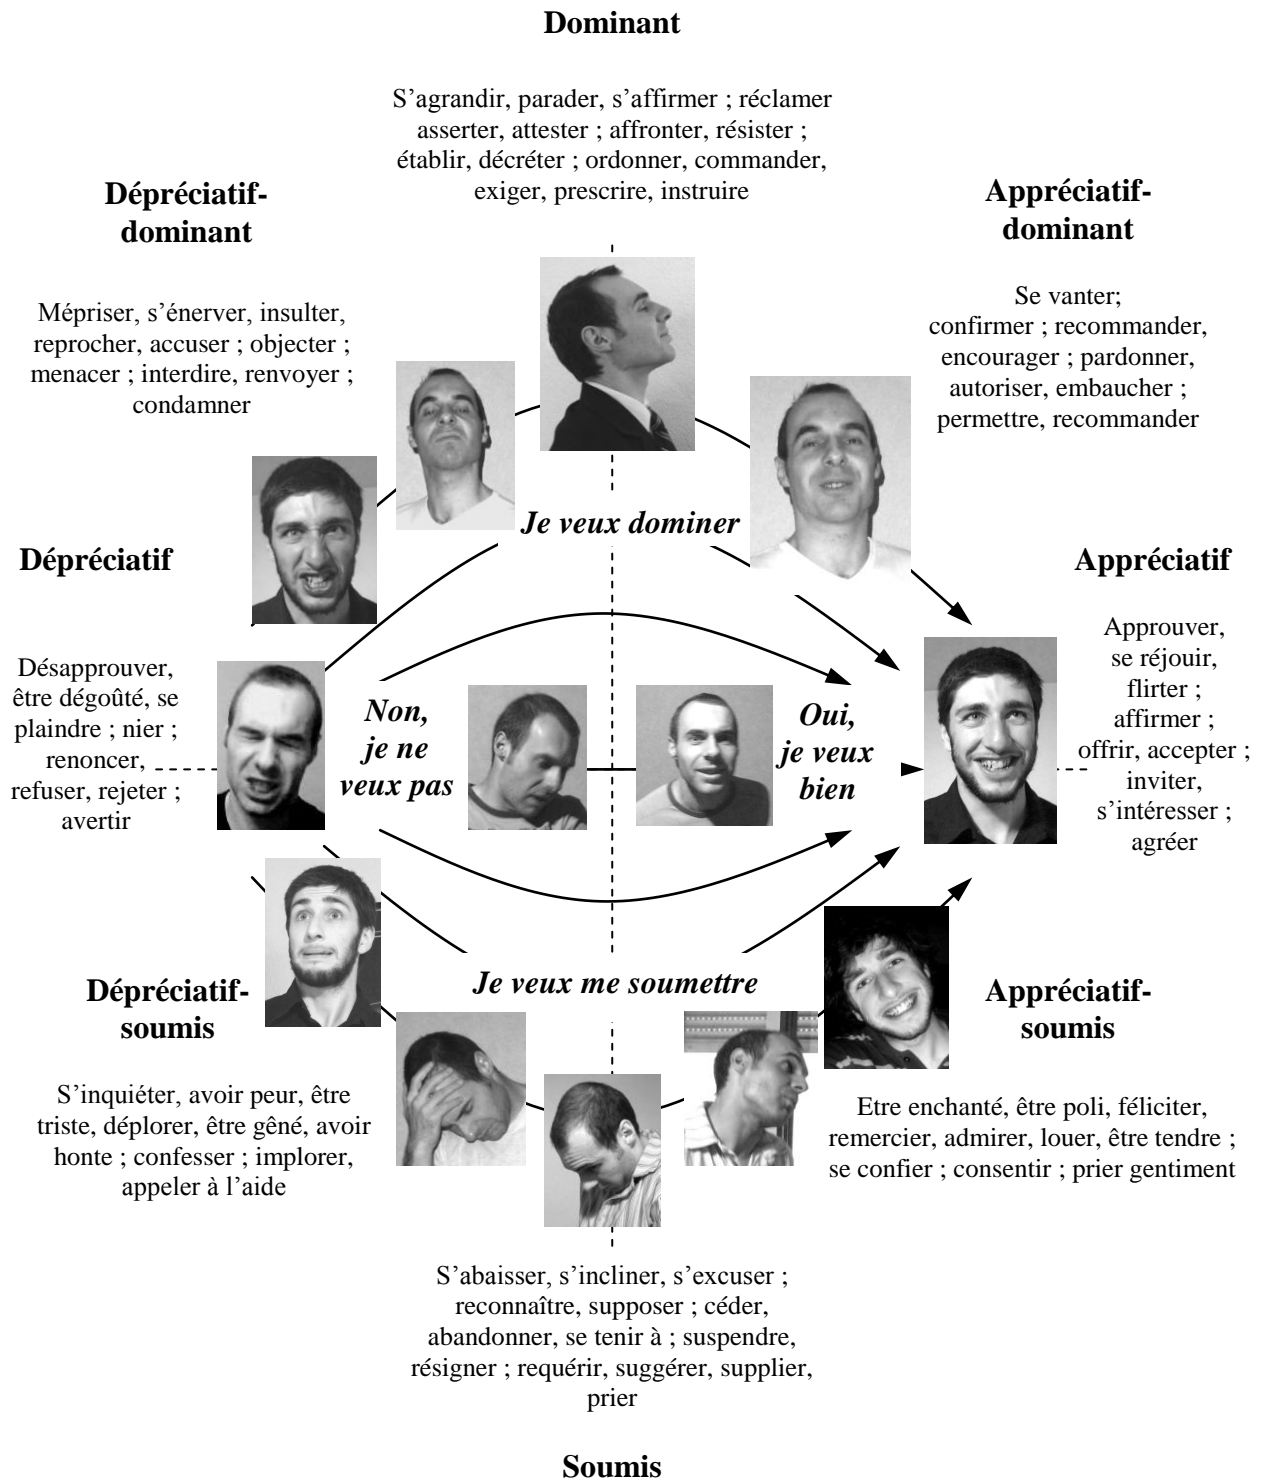 Dominant
S’agrandir, parader, s’affirmer ; réclamer
asserter, attester ; affronter, résister ;
établir, décréter ; ordonner, commander,
exiger, prescrire, instruire
Dépréciatif-
dominant
Mépriser, s’énerver, insulter,
reprocher, accuser ; objecter ;
menacer ; interdire, renvoyer ;
condamner
Appréciatif-
dominant
Se vanter;
confirmer ; recommander,
encourager ; pardonner,
autoriser, embaucher ;
permettre, recommander
Je veux dominer
Dépréciatif
Désapprouver,
être dégoûté, se
plaindre ; nier ;
renoncer,
refuser, rejeter ;
avertir
Non,
je ne
veux pas
Oui,
je veux
bien
Appréciatif
Approuver,
se réjouir,
flirter ;
affirmer ;
offrir, accepter ;
inviter,
s’intéresser ;
agréer
Je veux me soumettre
Dépréciatif-
soumis
S’inquiéter, avoir peur, être
triste, déplorer, être gêné, avoir
honte ; confesser ; implorer,
appeler à l’aide
Appréciatif-
soumis
Etre enchanté, être poli, féliciter,
remercier, admirer, louer, être tendre ;
se confier ; consentir ; prier gentiment
S’abaisser, s’incliner, s’excuser ;
reconnaître, supposer ; céder,
abandonner, se tenir à ; suspendre,
résigner ; requérir, suggérer, supplier,
prier
Soumis